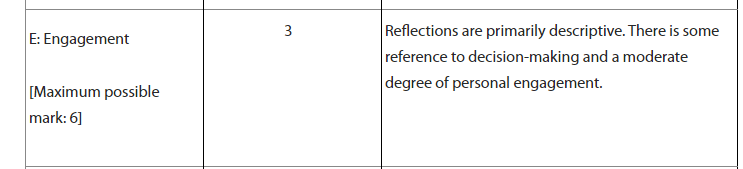 E: Engagement
[Maximum possible
mark: 6]
3
Reflections are primarily descriptive. There is some
reference to decision-making and a moderate
degree of personal engagement.